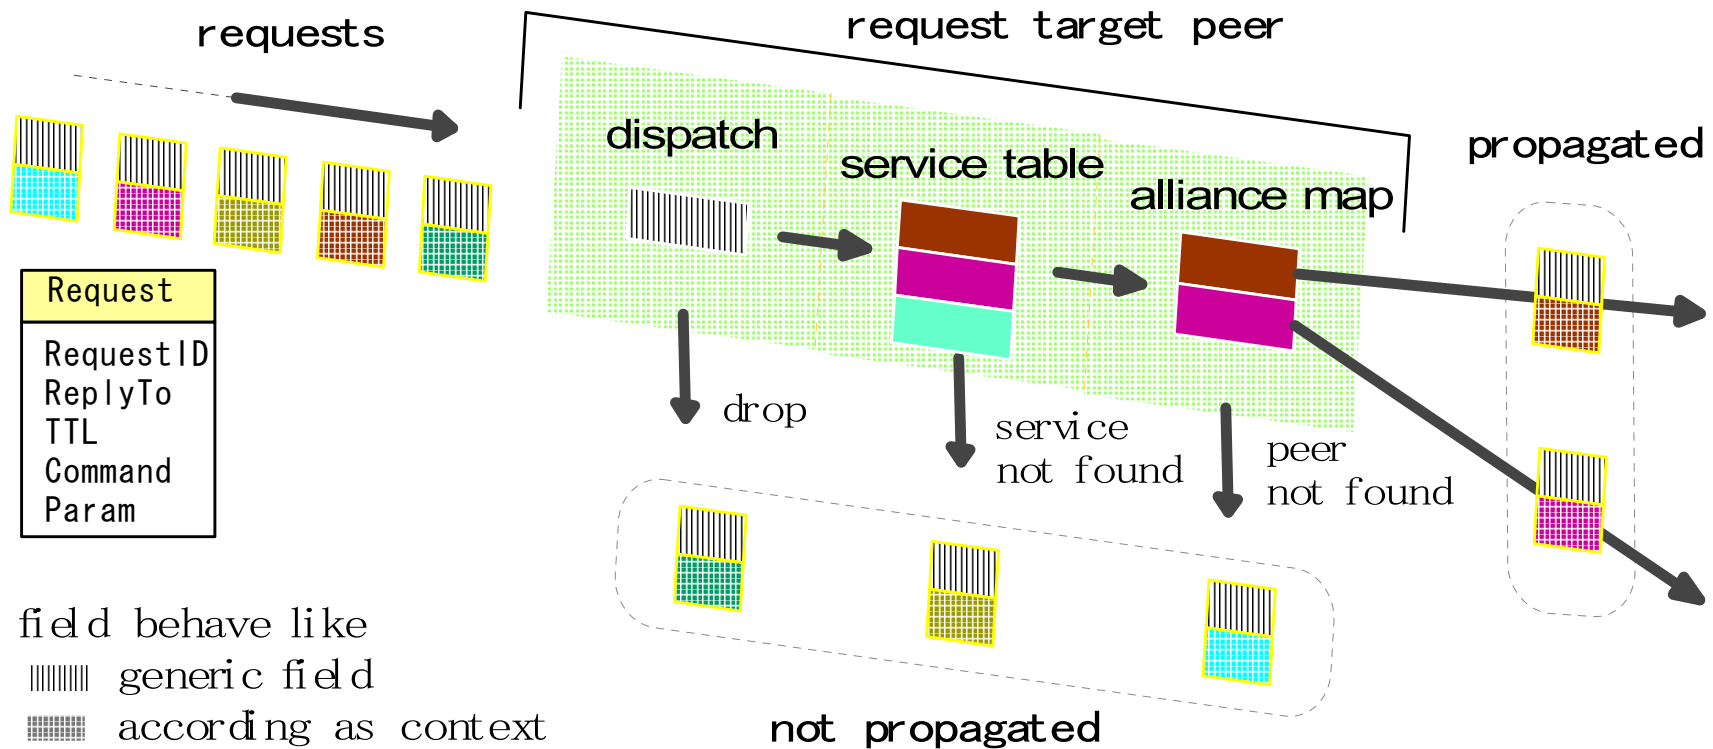 requests
request target peer
dispatch
service table
alliance map
propagated
Request
RequestID
ReplyTo
TTL
Command
Param
drop
service
not found
peer
not found
field behave like
generic field
according as context
not propagated